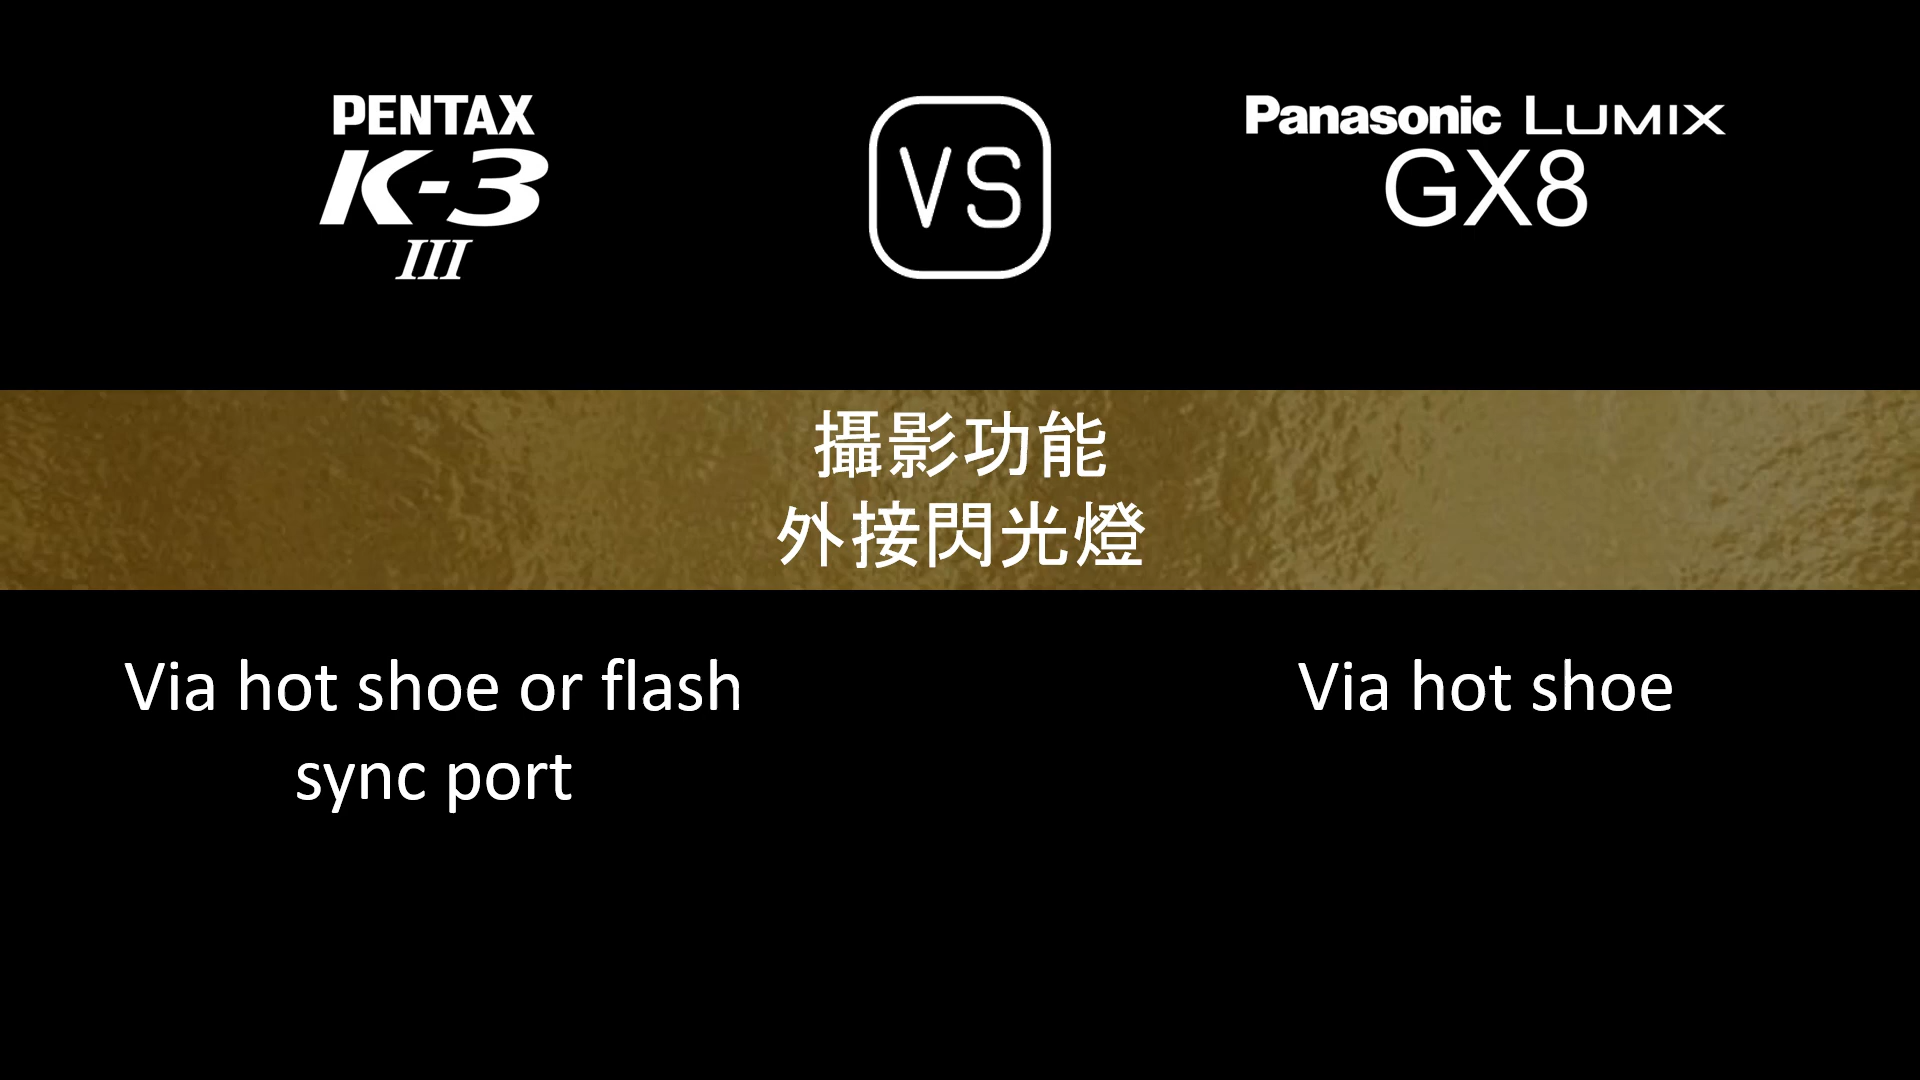 PENTAX
K-3
III
VS
Panasonic LUMIX
GX8
攝影功能
外接閃光燈
Via hot shoe or flash
sync port
Via hot shoe